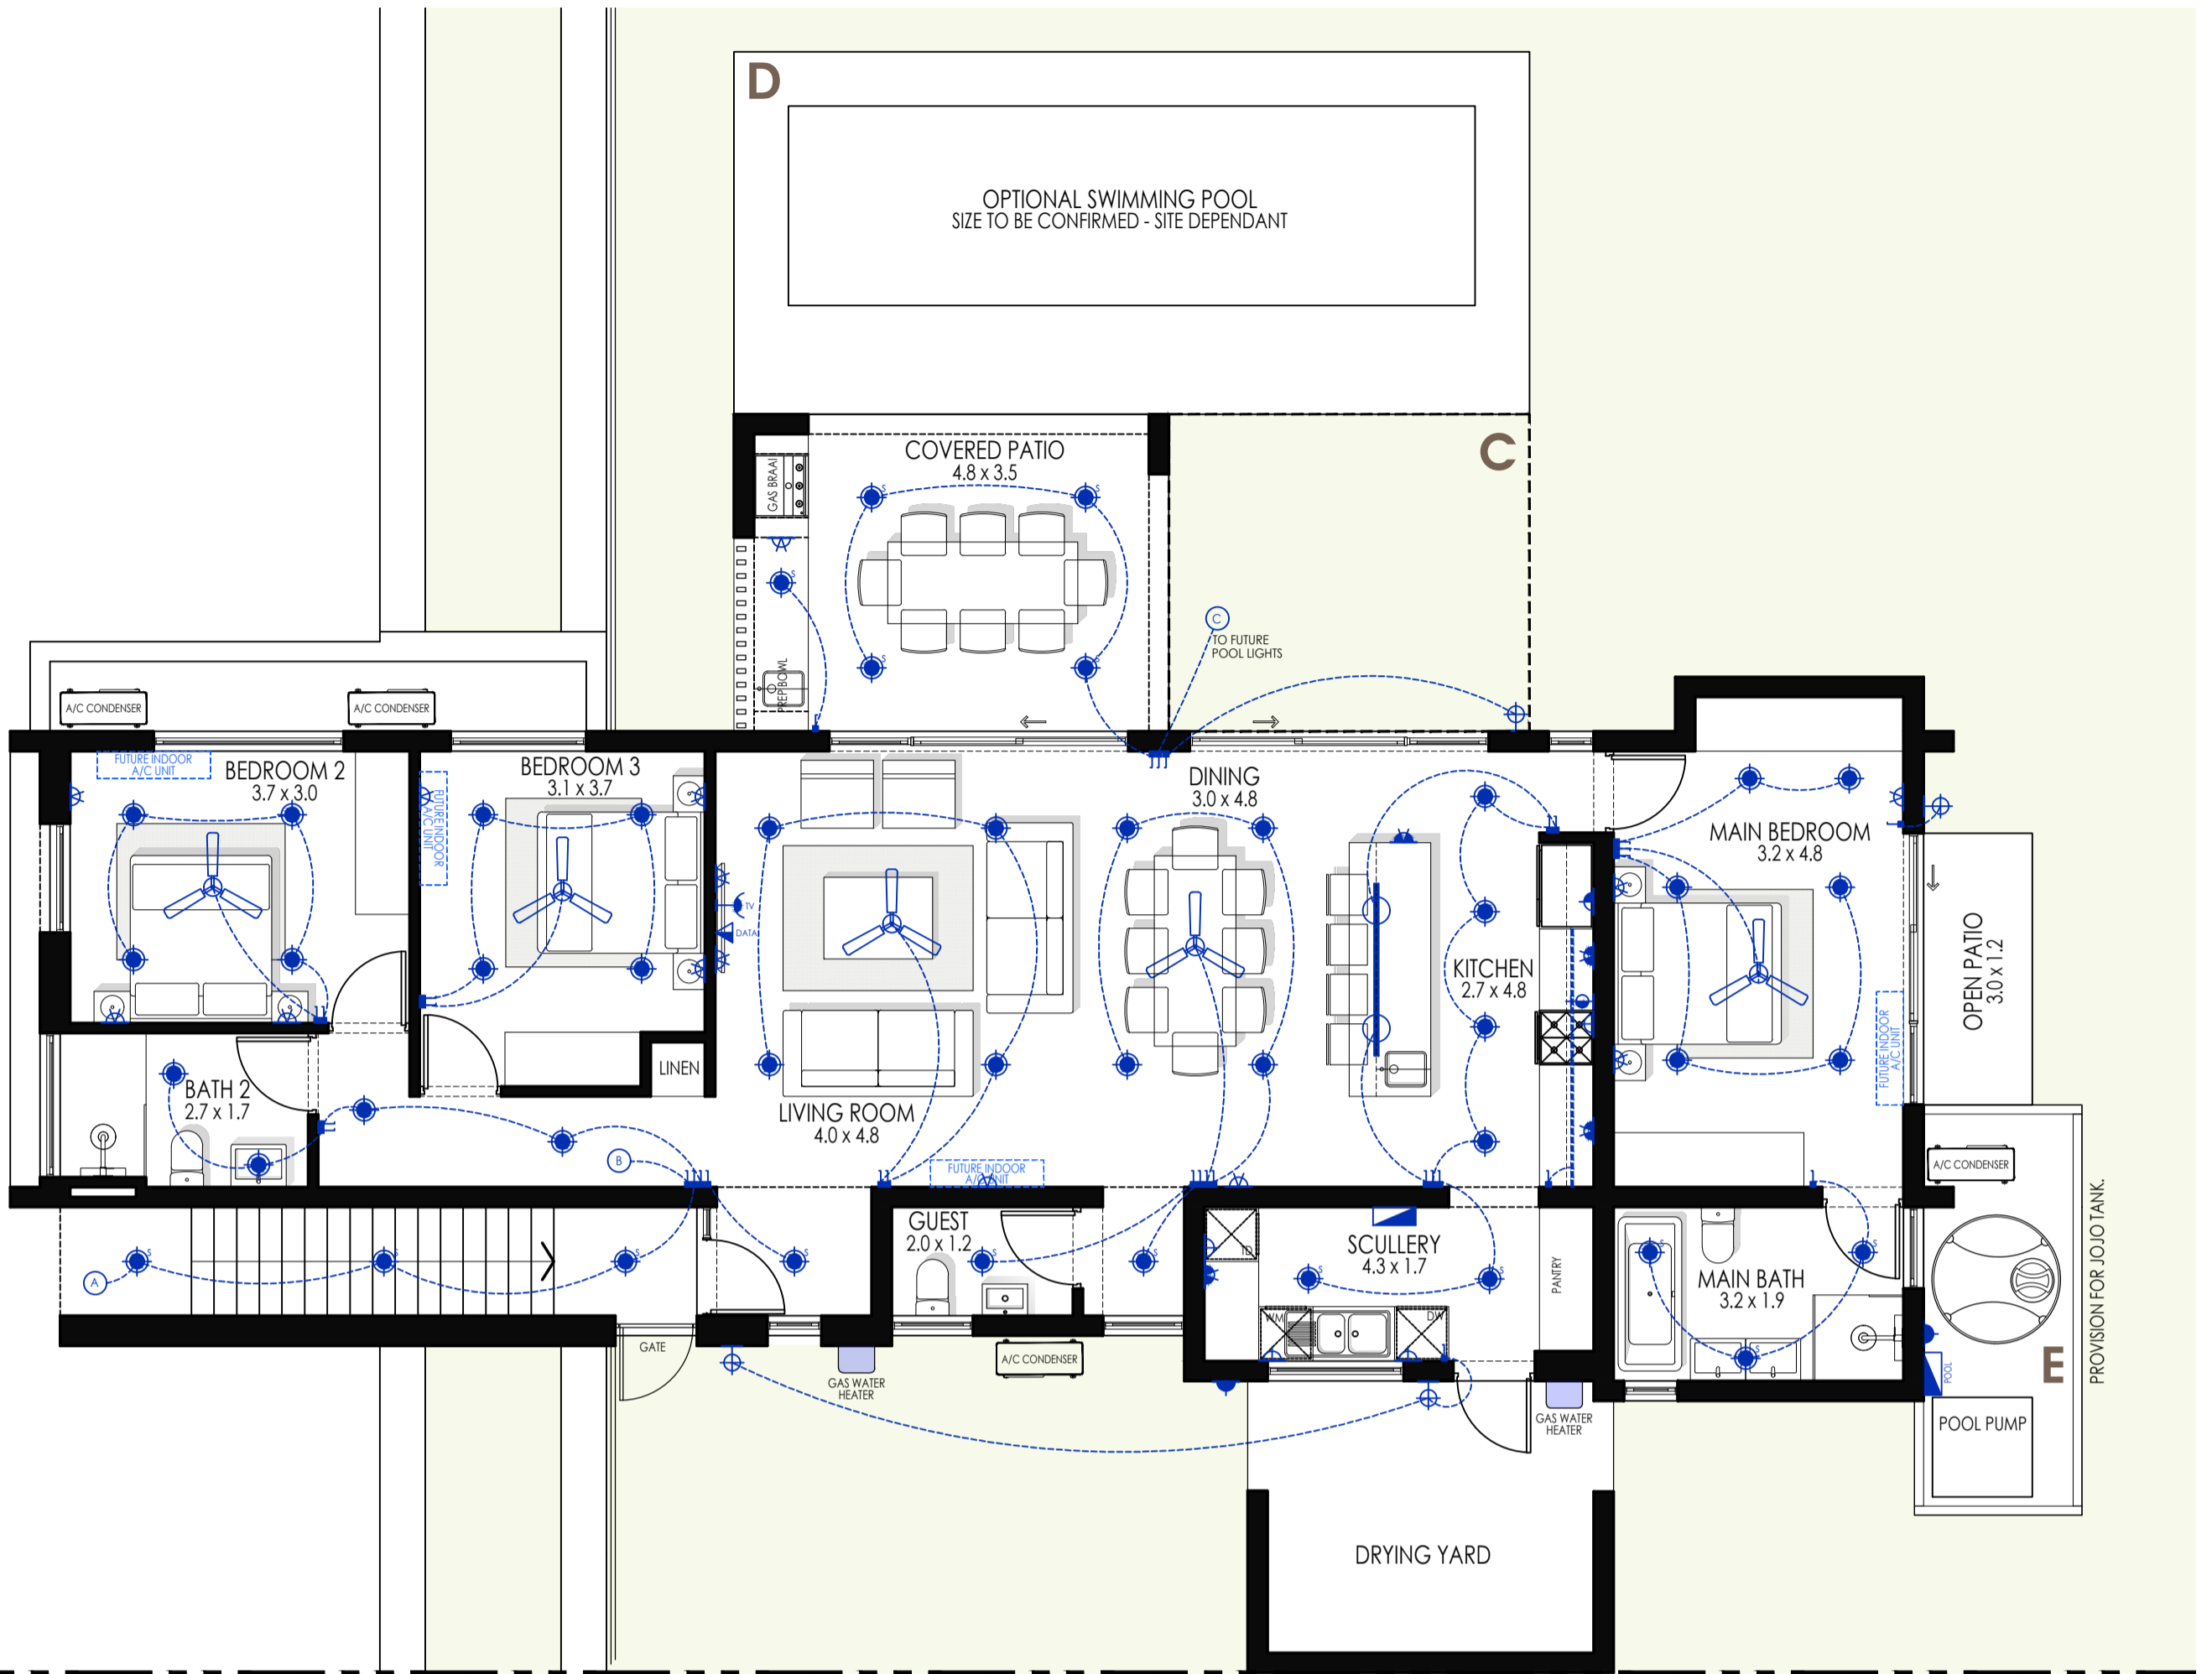 D
OPTIONAL SWIMMING POOL
SIZE TO BE CONFIRMED - SITE DEPENDANT
C
COVERED PATIO
4.8 x 3.5
GAS BRAAI
S
S
S
S
S
PREP BOWL
C
TO FUTURE
POOL LIGHTS
A/C CONDENSER
A/C CONDENSER
FUTURE INDOOR
A/C UNIT
BEDROOM 2
3.7 x 3.0
BEDROOM 3
3.1 x 3.7
FUTURE INDOOR
A/C UNIT
DINING
3.0 x 4.8
MAIN BEDROOM
3.2 x 4.8
TV
DATA
KITCHEN
2.7 x 4.8
OPEN PATIO
3.0 x 1.2
FUTURE INDOOR
A/C UNIT
LINEN
BATH 2
2.7 x 1.7
LIVING ROOM
4.0 x 4.8
B
FUTURE INDOOR
A/C UNIT
A/C CONDENSER
PROVISION FOR JOJO TANK.
GUEST
2.0 x 1.2
SCULLERY
4.3 x 1.7
TD
PANTRY
MAIN BATH
3.2 x 1.9
A
S
S
S
S
S
S
S
S
S
S
S
WM
DW
GATE
A/C CONDENSER
GAS WATER
HEATER
GAS WATER
HEATER
POOL
E
POOL PUMP
DRYING YARD